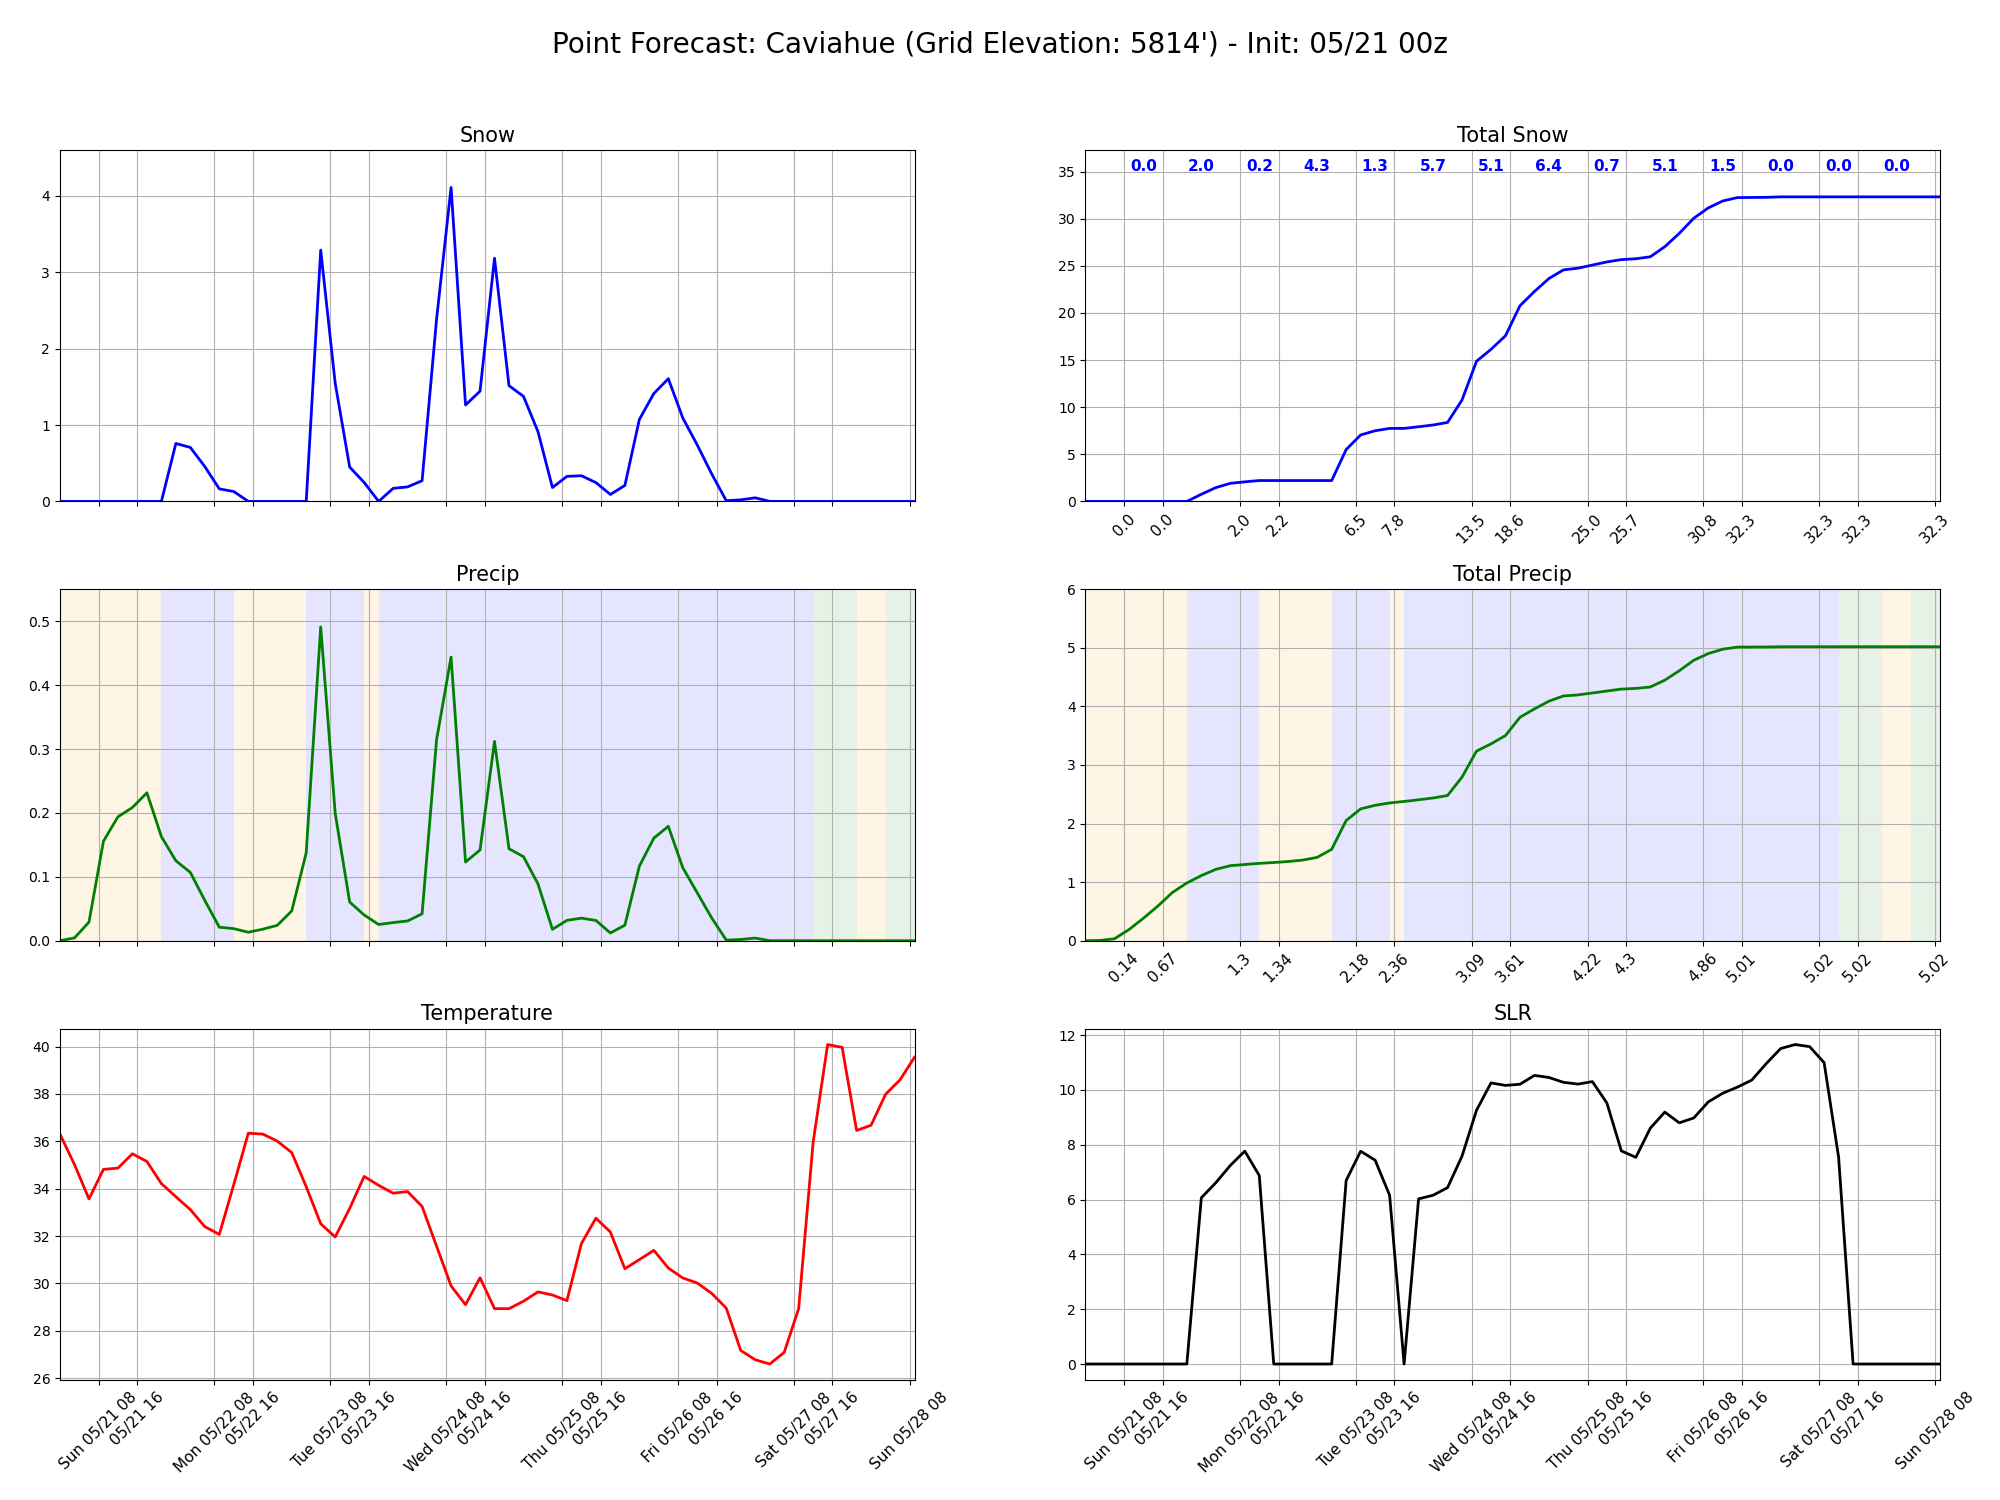 Point Forecast: Caviahue (Grid Elevation: 5814') - Init: 05/21 00z
Snow
4
3
2
1
0
Total Snow
0.0 2.0 0.2 4.3 1.3 5.7 5.1 6.4 0.7 5.1 1.5 0.0 0.0 0.0
35
30
25
20
15
10
5
0
0.0 0.0 2.0 2.2 6.5 7.8 13.5 18.6 25.0 25.7 30.8 32.3 32.3 32.3 32.3
Precip
0.5
0.4
0.3
0.2
0.1
0.0
Total Precip
6
5
4
3
2
1
0
0.14 0.67 1.3 1.34 2.18 2.36 3.09 3.61 4.22 4.3 4.86 5.01 5.02 5.02 5.02
Temperature
40
38
36
34
32
30
28
26
Sun 05/21 08
05/21 16
Mon 05/22 08
05/22 16
Tue 05/23 08
05/23 16
Wed 05/24 08
05/24 16
Thu 05/25 08
05/25 16
Fri 05/26 08
05/26 16
Sat 05/27 08
05/27 16
Sun 05/28 08
SLR
12
10
8
6
4
2
0
Sun 05/21 08
05/21 16
Mon 05/22 08
05/22 16
Tue 05/23 08
05/23 16
Wed 05/24 08
05/24 16
Thu 05/25 08
05/25 16
Fri 05/26 08
05/26 16
Sat 05/27 08
05/27 16
Sun 05/28 08